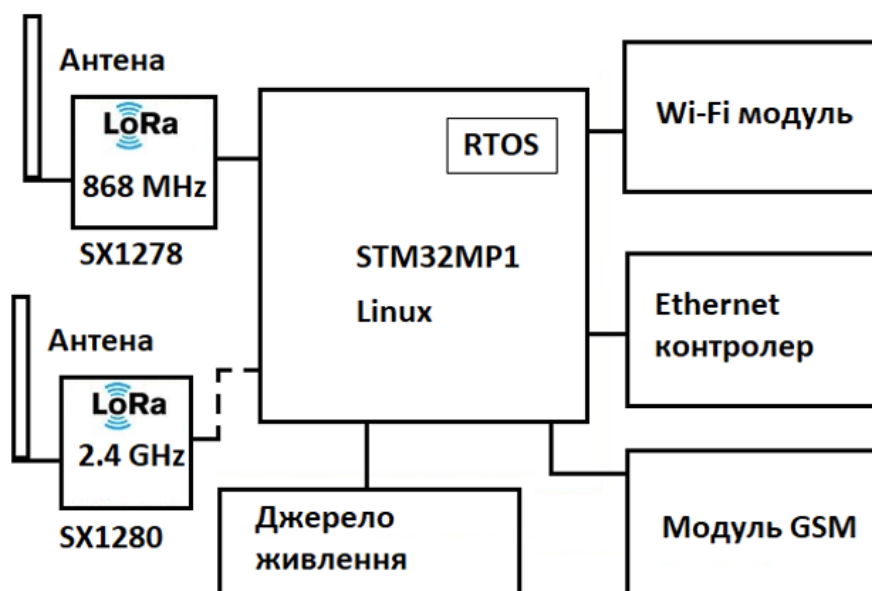 Антена
LoRa
868 MHz
SX1278
Антена
LoRa
2.4 GHz
SX1280
RTOS
STM32MP1
Linux
Джерело
живлення
Wi-Fi модуль
Ethernet
контролер
Модуль GSM